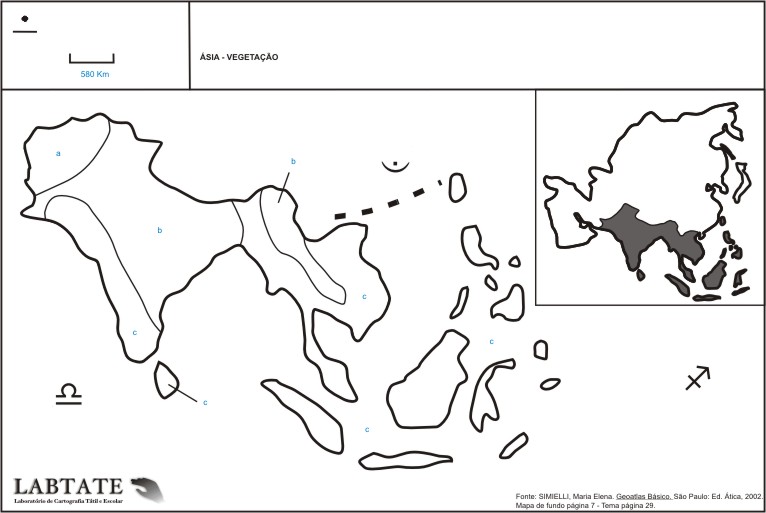 580 Km
ÁSIA - VEGETAÇÃO
a
b
b
c
c
c
c
c
LABTATE
Laboratório de Cartografia Tátil e Escolar
Fonte: SIMIELLI, Maria Elena. Geoatlas Básico. São Paulo: Ed. Ática, 2002.
Mapa de fundo página 7 - Tema página 29.